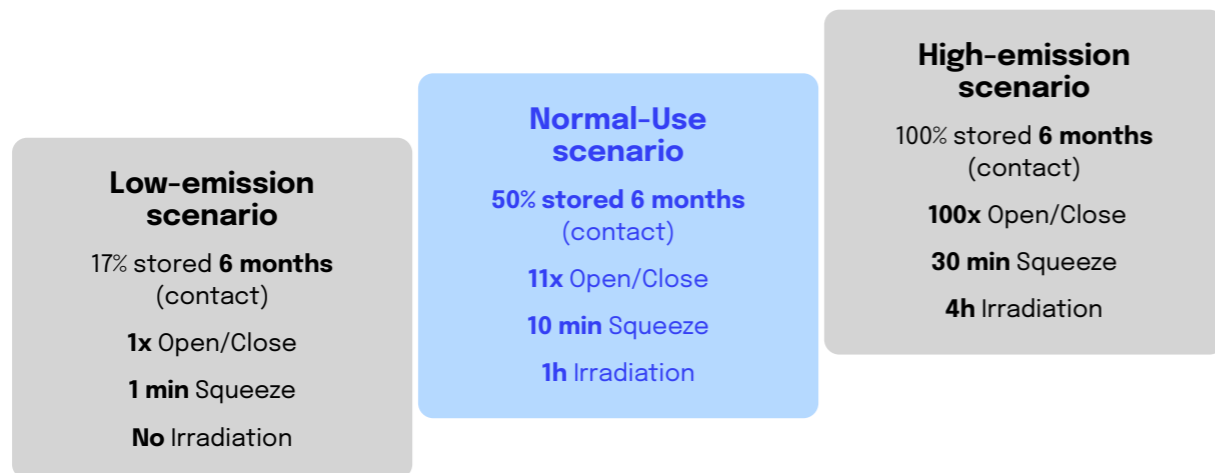 Low-emission
scenario
17% stored 6 months
(contact)
1x Open/Close
1 min Squeeze
No Irradiation
Normal-Use
scenario
50% stored 6 months
(contact)
11x Open/Close
10 min Squeeze
1h Irradiation
High-emission
scenario
100% stored 6 months
(contact)
100x Open/Close
30 min Squeeze
4h Irradiation